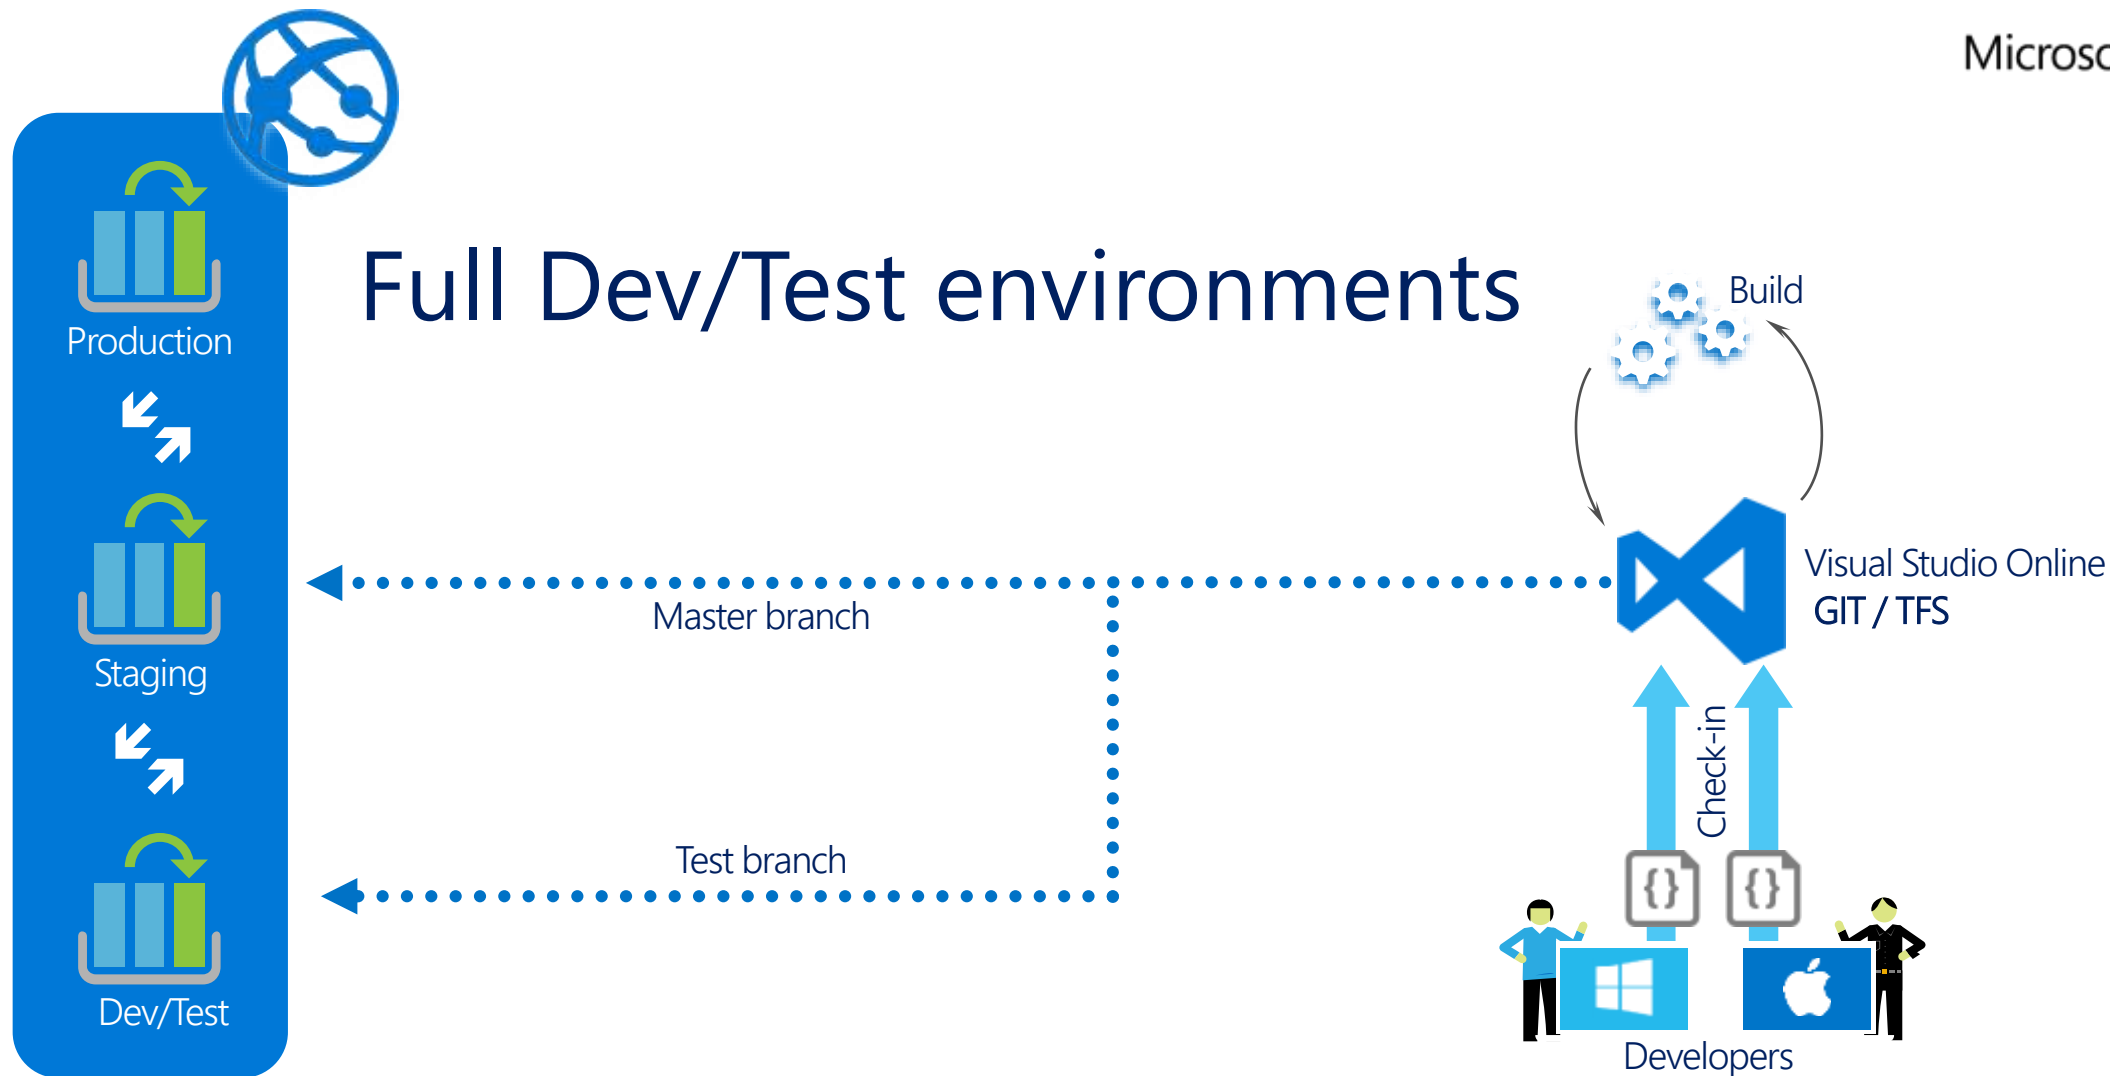 Microso
Production
Full Dev/Test environments
Build
Visual Studio Online
GIT / TFS
Master branch
Staging
Check-in
Test branch
{ }
{ }
Dev/Test
Developers